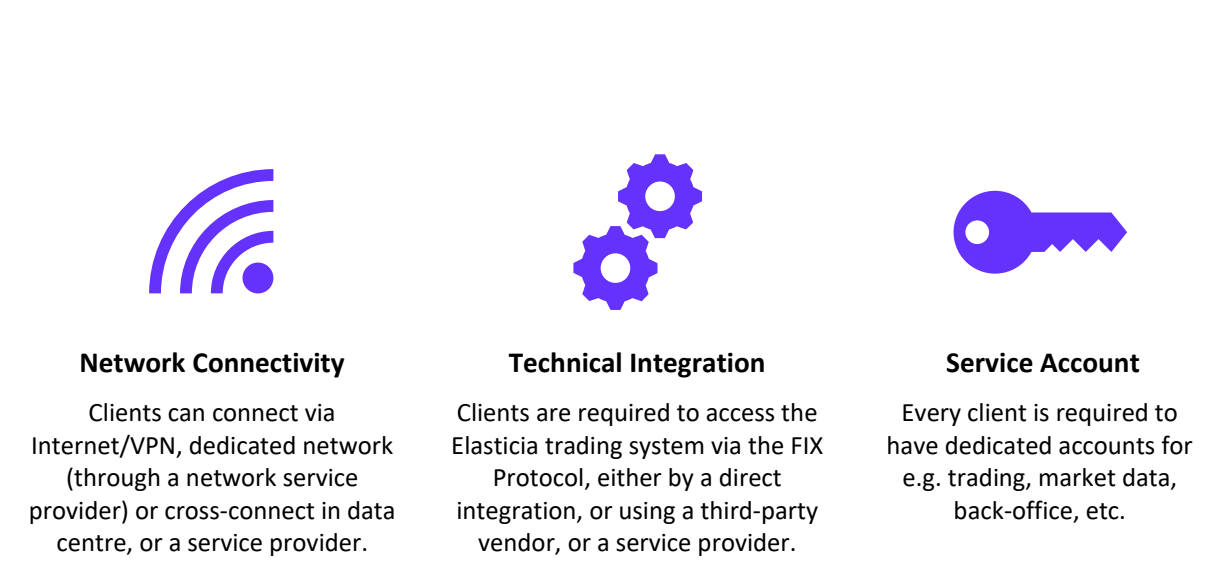 Network Connectivity
Clients can connect via
Internet/VPN, dedicated network
(through a network service
provider) or cross-connect in data
centre, or a service provider.
Technical Integration
Clients are required to access the
Elasticia trading system via the FIX
Protocol, either by a direct
integration, or using a third-party
vendor, or a service provider.
Service Account
Every client is required to
have dedicated accounts for
e.g. trading, market data,
back-office, etc.